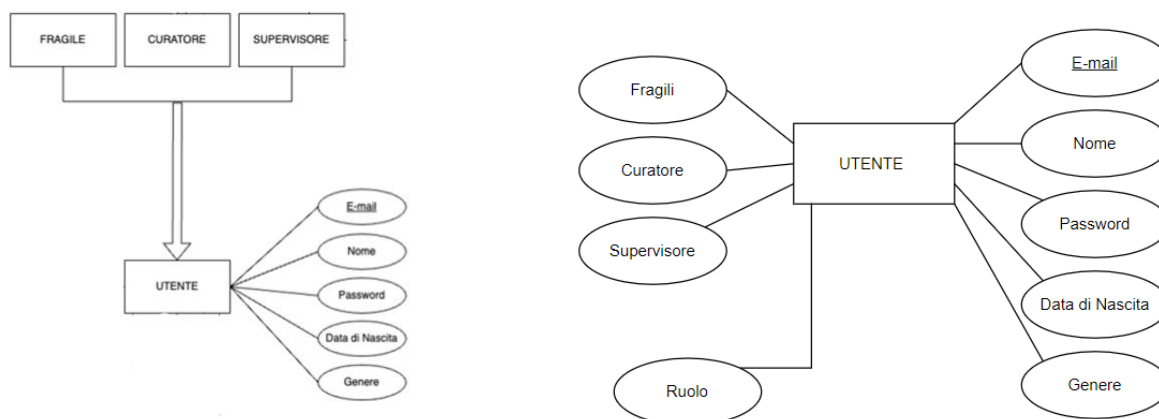 FRAGILE
CURATORE
SUPERVISORE
UTENTE
E-mail
Nome
Password
Data di Nascita
Genere
Fragili
Curatore
Supervisore
Ruolo
UTENTE
E-mail
Nome
Password
Data di Nascita
Genere